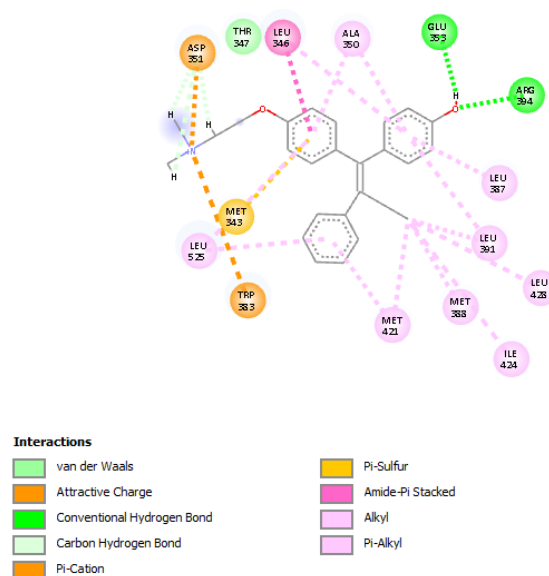 GLU
353
ASP
351
THR
347
LEU
346
ALA
350
H
O
ARG
394
H
H
O
N
H
LEU
387
MET
343
LEU
525
LEU
391
TRP
383
LEU
428
MET
388
MET
421
ILE
424
Interactions
van der Waals
Pi-Sulfur
Attractive Charge
Amide-Pi Stacked
Conventional Hydrogen Bond
Alkyl
Carbon Hydrogen Bond
Pi-Alkyl
Pi-Cation